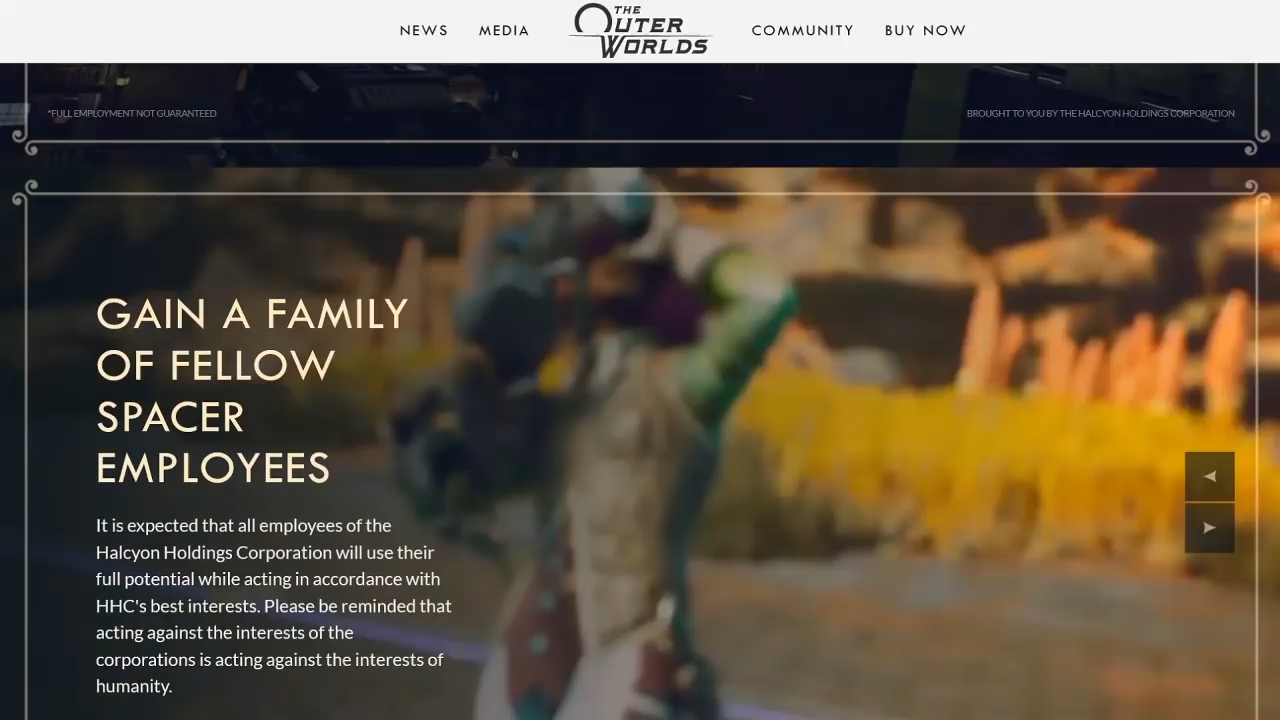 NEWS MEDIA THE OUTER WORLDS COMMUNITY BUY NOW
*FULL EMPLOYMENT NOT GUARANTEED
BROUGHT TO YOU BY THE HALCYON HOLDINGS CORPORATION
GAIN A FAMILY
OF FELLOW
SPACER
EMPLOYEES
It is expected that all employees of the
Halcyon Holdings Corporation will use their
full potential while acting in accordance with
HHC's best interests. Please be reminded that
acting against the interests of the
corporations is acting against the interests of
humanity.